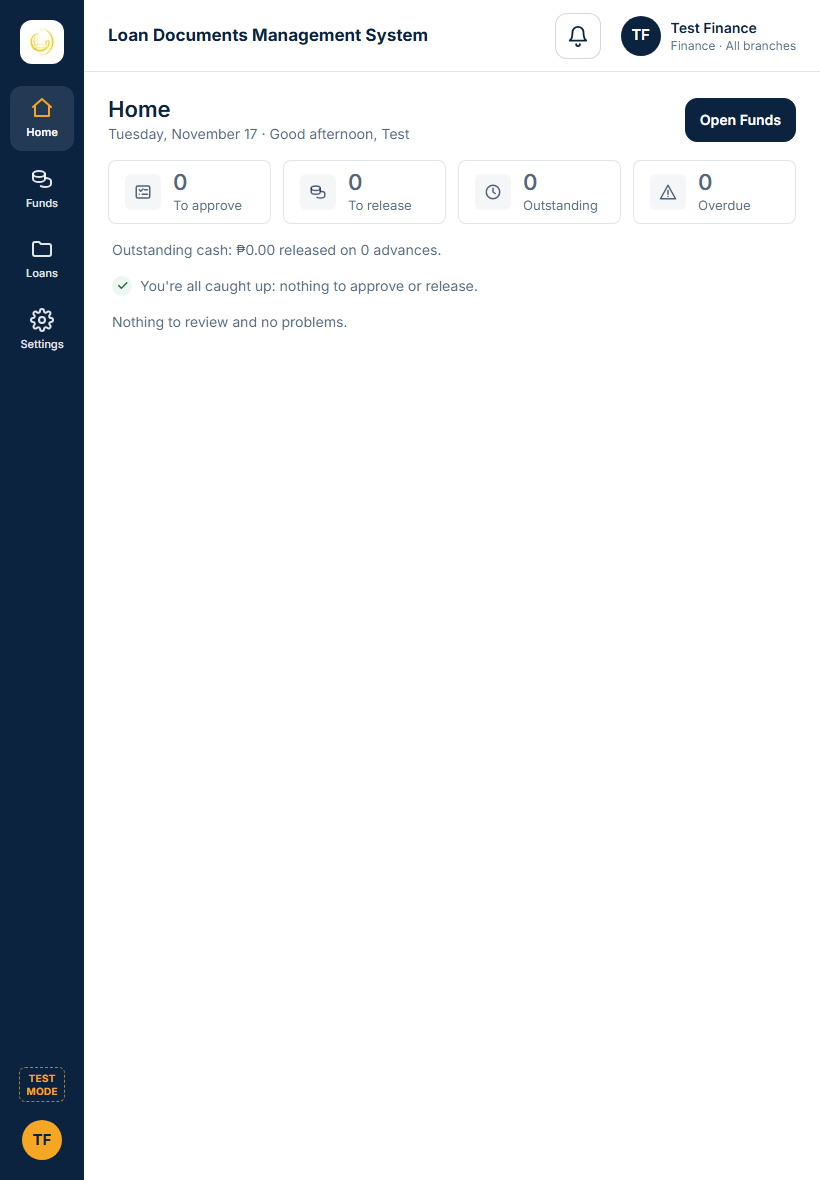 Loan Documents Management System
TF
Test Finance
Finance · All branches
Home
Funds
Loans
Settings
TEST
MODE
TF
Home
Tuesday, November 17 · Good afternoon, Test
Open Funds
0
To approve
0
To release
0
Outstanding
0
Overdue
Outstanding cash: ₱0.00 released on 0 advances.
You're all caught up: nothing to approve or release.
Nothing to review and no problems.